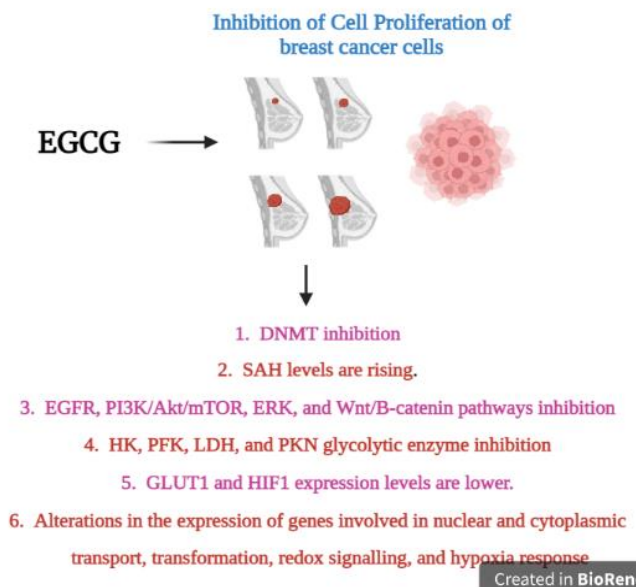 Inhibition of Cell Proliferation of
breast cancer cells
EGCG
1. DNMT inhibition
2. SAH levels are rising.
3. EGFR, PI3K/Akt/mTOR, ERK, and Wnt/B-catenin pathways inhibition
4. HK, PFK, LDH, and PKN glycolytic enzyme inhibition
5. GLUT1 and HIF1 expression levels are lower.
6. Alterations in the expression of genes involved in nuclear and cytoplasmic
transport, transformation, redox signalling, and hypoxia response
Created in BioRen